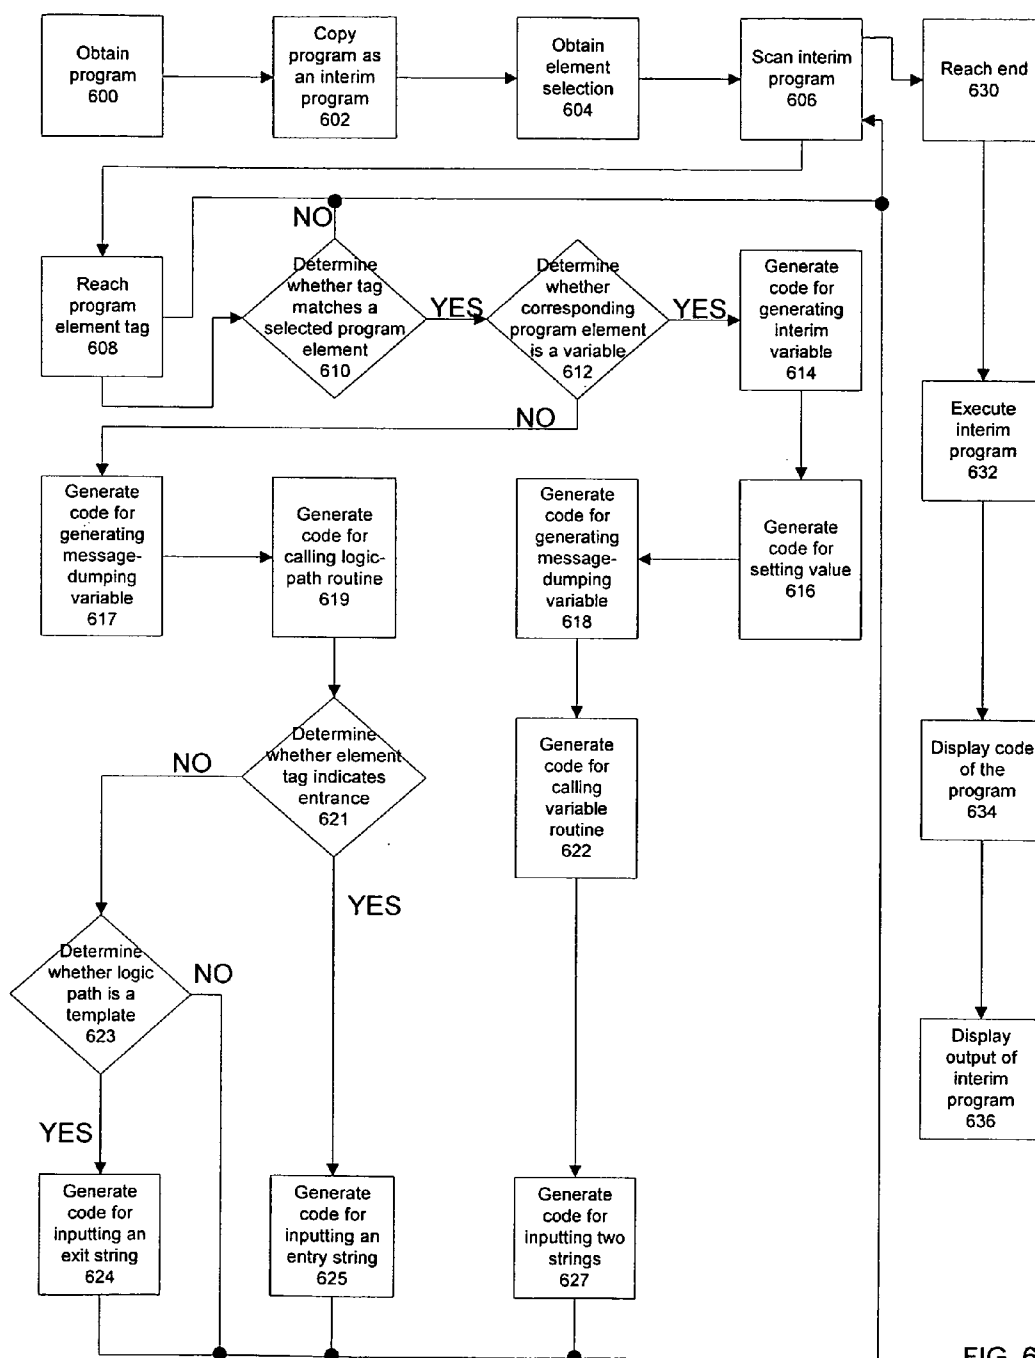 Obtain
program
600
Copy
program as
an interim
program
602
Obtain
element
selection
604
Scan interim
program
606
Reach end
630
Reach
program
element tag
608
NO
Determine
whether tag
matches a
selected program
element
610
YES
Determine
whether
corresponding
program element
is a variable
612
YES
Generate
code for
generating
interim
variable
614
NO
Execute
interim
program
632
Generate
code for
generating
message-
dumping
variable
617
Generate
code for
calling logic-
path routine
619
Generate
code for
generating
message-
dumping
variable
618
Generate
code for
setting value
616
Determine
whether element
tag indicates
entrance
621
NO
YES
Generate
code for
calling
variable
routine
622
Display code
of the
program
634
Determine
whether logic
path is a
template
623
NO
YES
Display
output of
interim
program
636
Generate
code for
inputting an
exit string
624
Generate
code for
inputting an
entry string
625
Generate
code for
inputting two
strings
627
FIG. 6